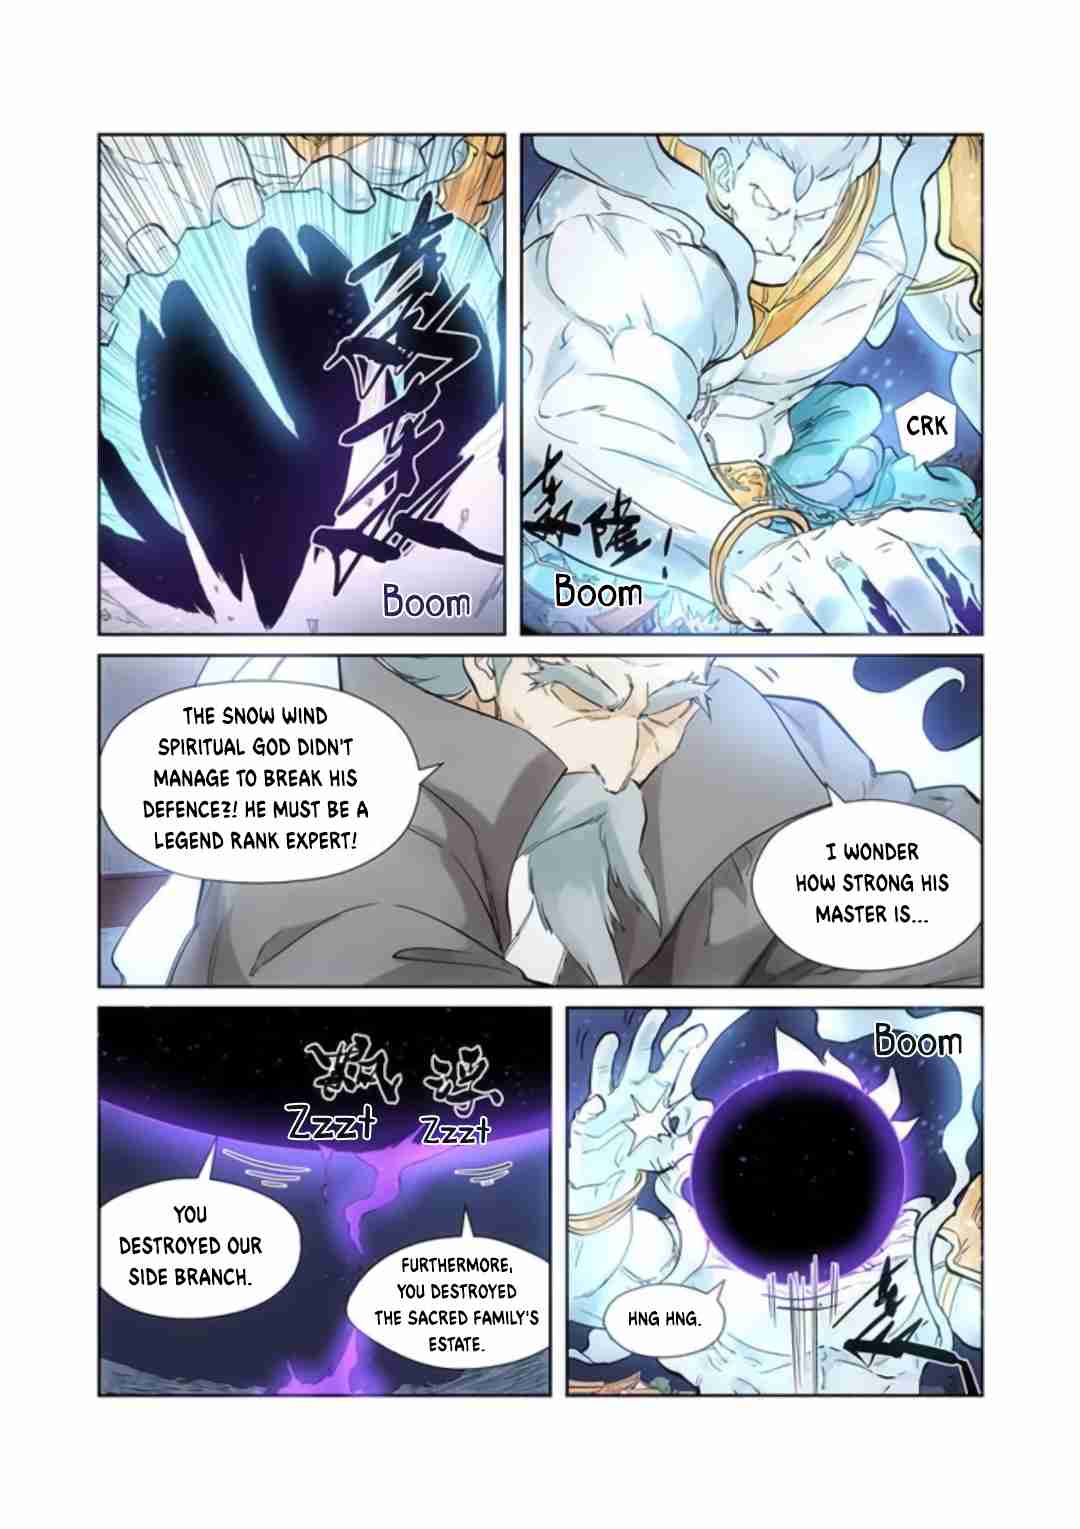 Boom
CRK
轰隆!
Boom
THE SNOW WIND
SPIRITUAL GOD DIDN'T
MANAGE TO BREAK HIS
DEFENCE?! HE MUST BE A
LEGEND RANK EXPERT!
I WONDER
HOW STRONG HIS
MASTER IS...
Zzzt
Zzzt
YOU
DESTROYED OUR
SIDE BRANCH.
FURTHERMORE,
YOU DESTROYED
THE SACRED FAMILY'S
ESTATE.
Boom
HNG HNG.